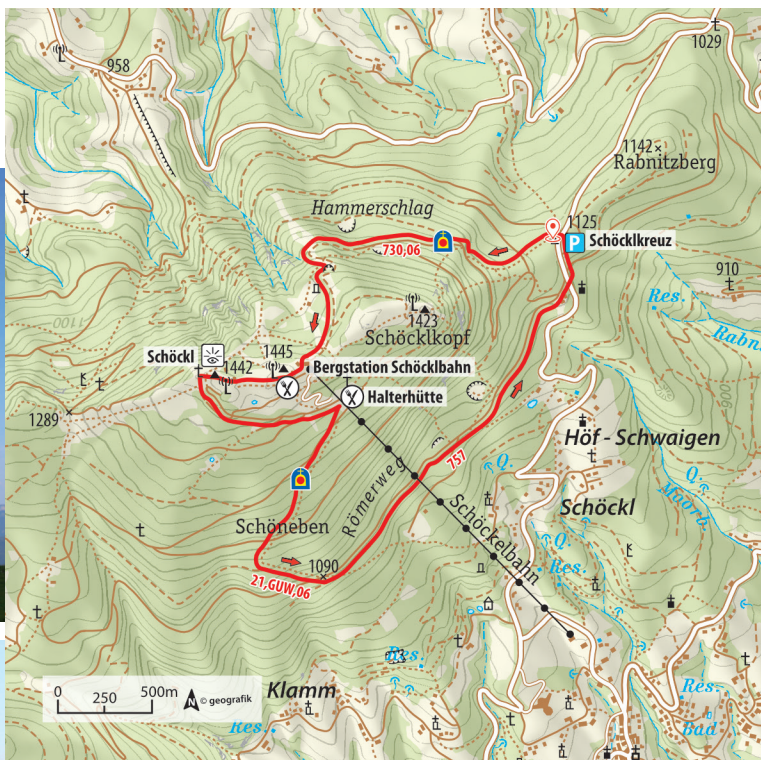 958
1029
1142
Rabnitzberg
Hammerschlag
1125
P
Schöcklkreuz
730,06
910
Res.
Rabn
1100
1423
Schöcklkopf
Schöckl
1445
1442
Bergstation Schöcklbahn
Halterhütte
900
1289
Höf - Schwaigen
757
Q.
Römerweg
Q.
Schöckl
Maorb.
Schöneben
Schöckelbahn
Q.
Res.
1090
21,GUW,06
Res.
Klamm
Res.
0
250
500m
N
© geografik
Res.
Bad